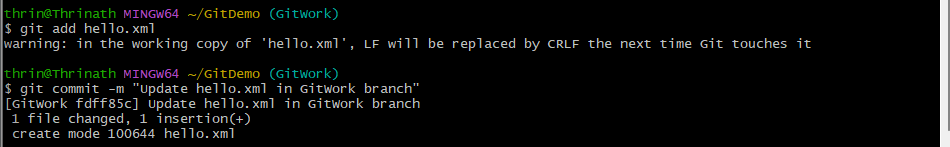 thrin@Thrinath MINGW64 ~/GitDemo (GitWork)
$ git add hello.xml
warning: in the working copy of 'hello.xml', LF will be replaced by CRLF the next time Git touches it
thrin@Thrinath MINGW64 ~/GitDemo (GitWork)
$ git commit -m "Update hello.xml in GitWork branch"
[GitWork fdff85c] Update hello.xml in GitWork branch
 1 file changed, 1 insertion(+)
 create mode 100644 hello.xml